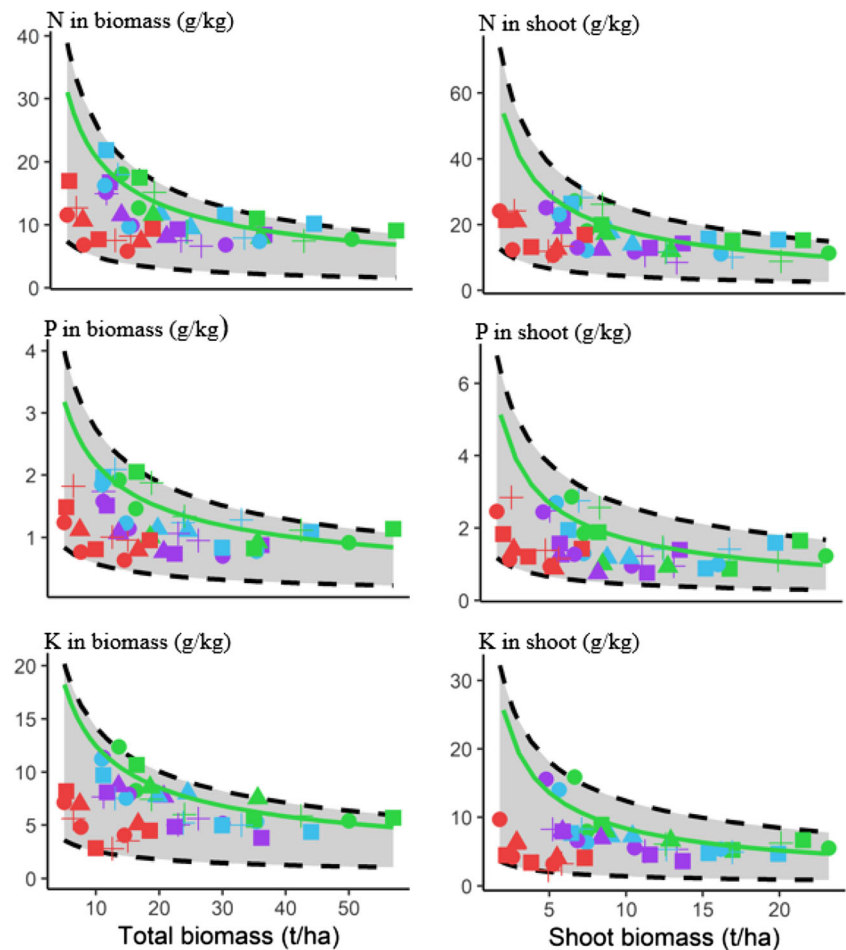 N in biomass (g/kg)
40
30
20
10
0
N in shoot (g/kg)
60
40
20
0
P in biomass (g/kg)
4
3
2
1
P in shoot (g/kg)
6
4
2
0
K in biomass (g/kg)
20
15
10
5
0
10 20 30 40 50
Total biomass (t/ha)
K in shoot (g/kg)
30
20
10
0
5 10 15 20
Shoot biomass (t/ha)